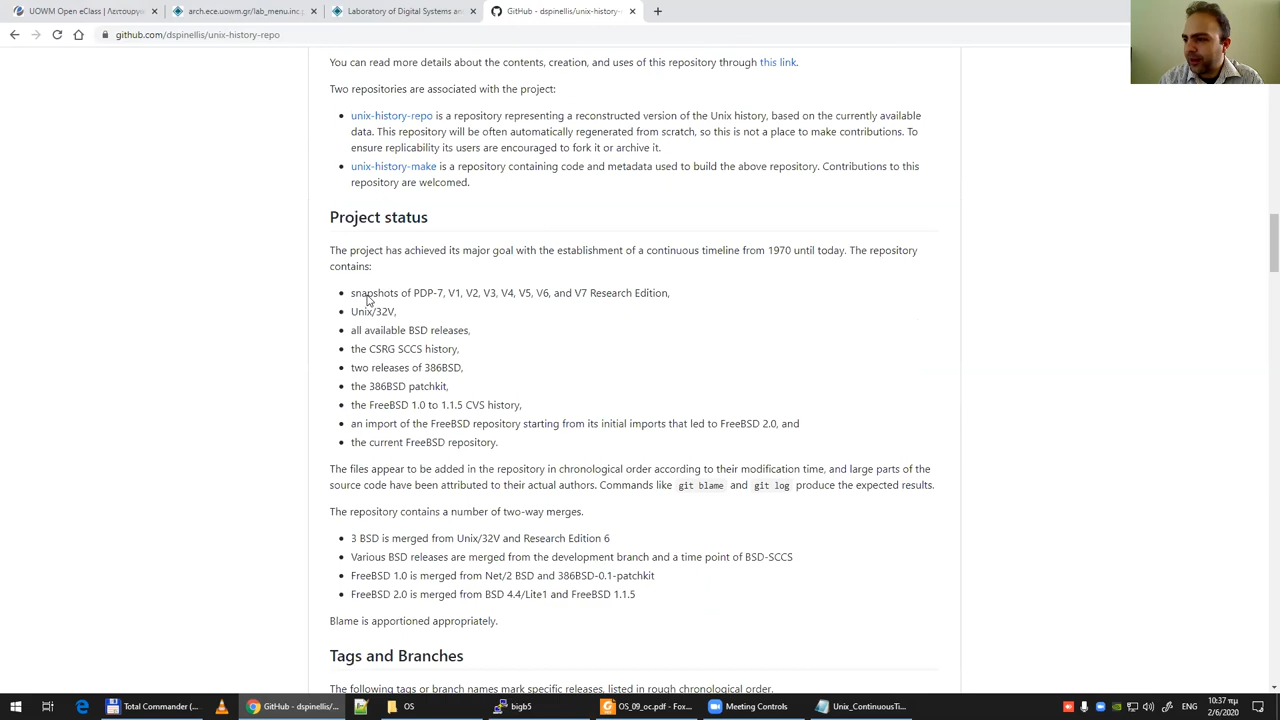 UOWM Open eClass | Λειτουργι
arch.ece.uowm.gr/lab_menu.inc.p
Laboratory of Digital Systems and
GitHub - dspinellis/unix-history-
github.com/dspinellis/unix-history-repo
You can read more details about the contents, creation, and uses of this repository through this link.
Two repositories are associated with the project:
unix-history-repo is a repository representing a reconstructed version of the Unix history, based on the currently available
data. This repository will be often automatically regenerated from scratch, so this is not a place to make contributions. To
ensure replicability its users are encouraged to fork it or archive it.
unix-history-make is a repository containing code and metadata used to build the above repository. Contributions to this
repository are welcomed.
Project status
The project has achieved its major goal with the establishment of a continuous timeline from 1970 until today. The repository
contains:
snapshots of PDP-7, V1, V2, V3, V4, V5, V6, and V7 Research Edition,
Unix/32V,
all available BSD releases,
the CSRG SCCS history,
two releases of 386BSD,
the 386BSD patchkit,
the FreeBSD 1.0 to 1.1.5 CVS history,
an import of the FreeBSD repository starting from its initial imports that led to FreeBSD 2.0, and
the current FreeBSD repository.
The files appear to be added in the repository in chronological order according to their modification time, and large parts of the
source code have been attributed to their actual authors. Commands like git blame and git log produce the expected results.
The repository contains a number of two-way merges.
3 BSD is merged from Unix/32V and Research Edition 6
Various BSD releases are merged from the development branch and a time point of BSD-SCCS
FreeBSD 1.0 is merged from Net/2 BSD and 386BSD-0.1-patchkit
FreeBSD 2.0 is merged from BSD 4.4/Lite1 and FreeBSD 1.1.5
Blame is apportioned appropriately.
Tags and Branches
The following tags or branch names mark specific releases, listed in rough chronological order.
Total Commander (...
GitHub - dspinellis/...
OS
bigb5
OS_09_oc.pdf - Fox...
Meeting Controls
Unix_ContinuousTi...
ENG
10:37 πμ
2/6/2020